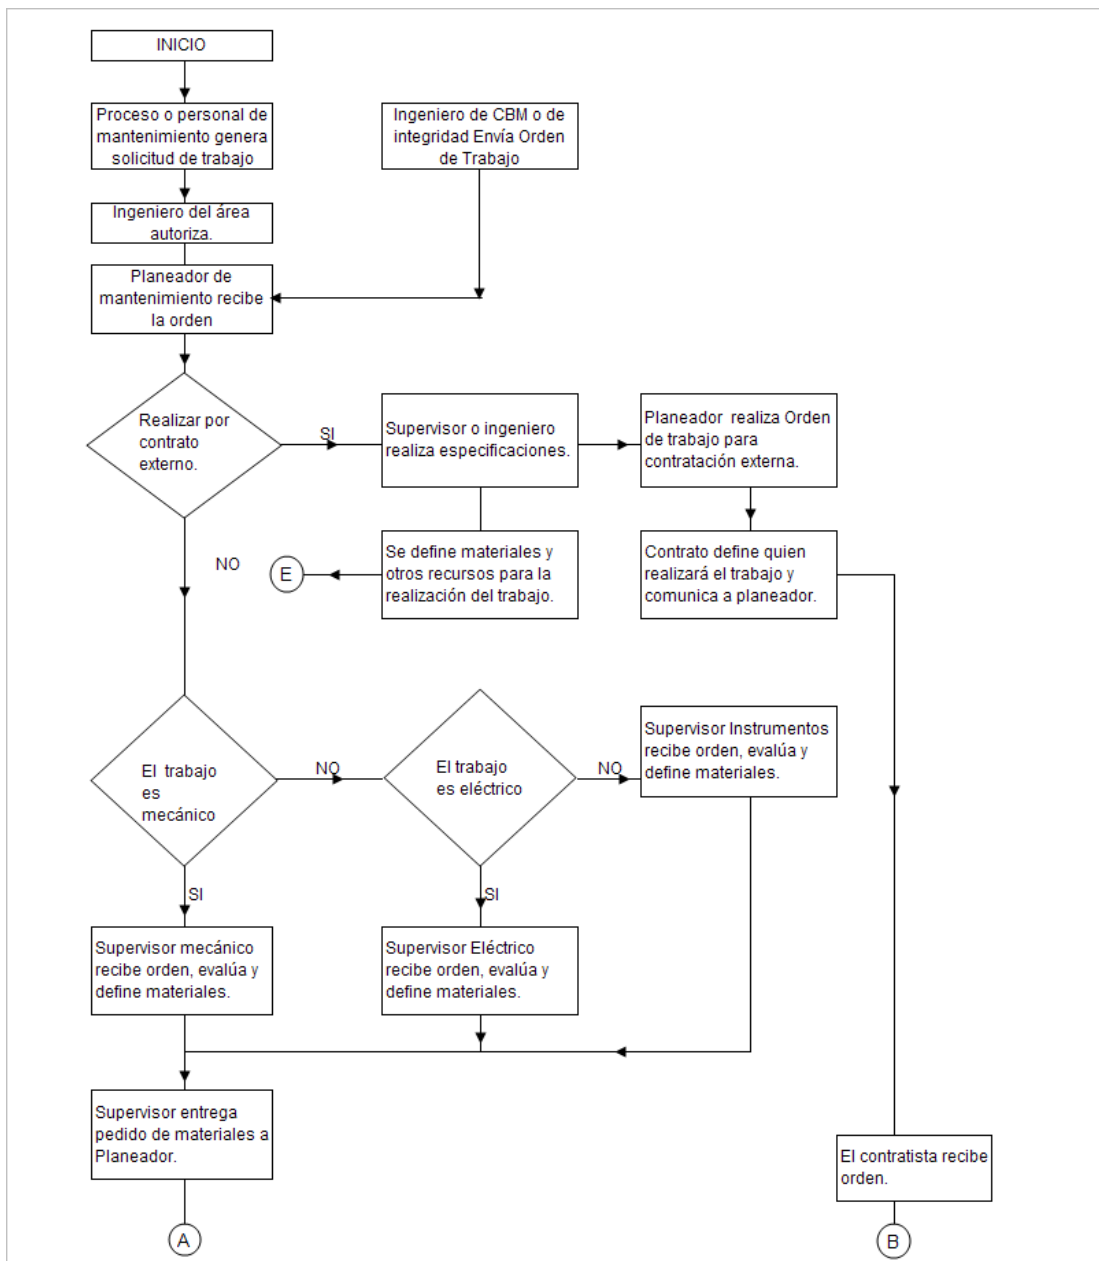 INICIO
Proceso o personal de
mantenimiento genera
solicitud de trabajo
Ingeniero de CBM o de
integridad Envía Orden
de Trabajo
Ingeniero del área
autoriza.
Planeador de
mantenimiento recibe
la orden
Realizar por
contrato
externo.
SI
Supervisor o ingeniero
realiza especificaciones.
Planeador realiza Orden
de trabajo para
contratación externa.
NO
E
Se define materiales y
otros recursos para la
realización del trabajo.
Contrato define quien
realizará el trabajo y
comunica a planeador.
El trabajo
es
mecánico
NO
El trabajo
es eléctrico
NO
Supervisor Instrumentos
recibe orden, evalúa y
define materiales.
SI
SI
Supervisor mecánico
recibe orden, evalúa y
define materiales.
Supervisor Eléctrico
recibe orden, evalúa y
define materiales.
Supervisor entrega
pedido de materiales a
Planeador.
El contratista recibe
orden.
A
B